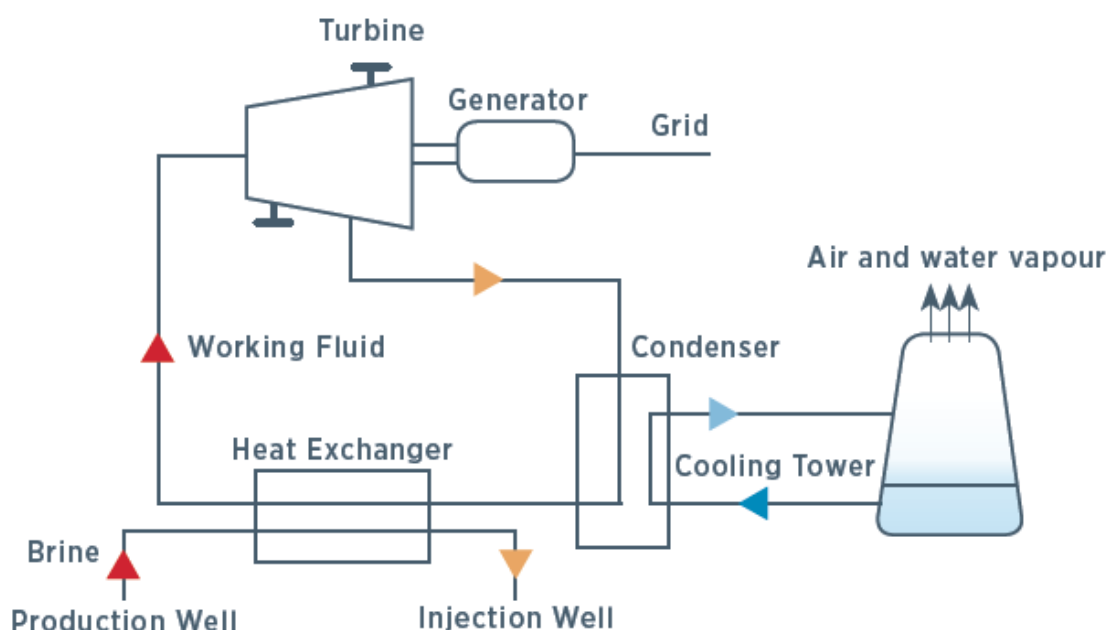 Turbine
Generator
Grid
Air and water vapour
Working Fluid
Condenser
Heat Exchanger
Cooling Tower
Brine
Production Well
Injection Well